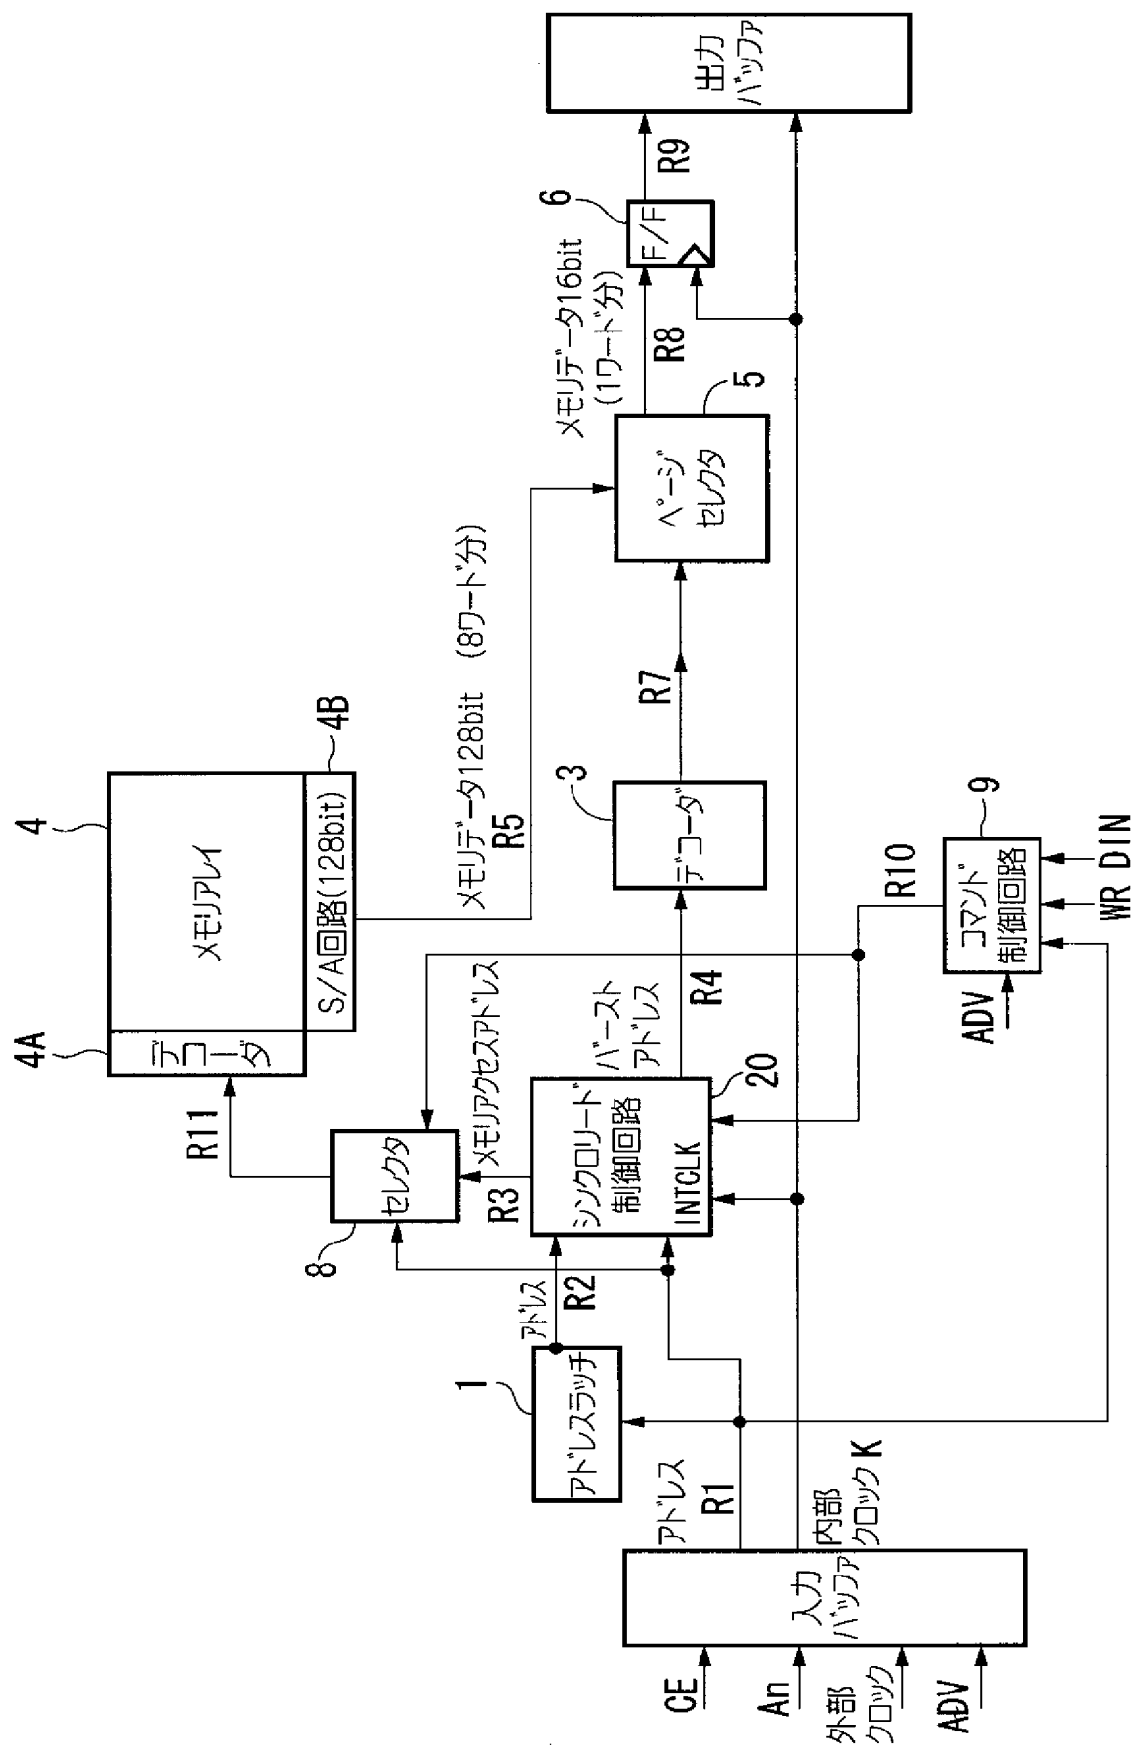 CE
An
外部
クロック
ADV
入力
バッファ
アドレス
R1
内部
クロック K
1
アドレスラッチ
アドレス
R2
8
セレクタ
R11
R3
メモリアクセスアドレス
シンクロリード
制御回路
INTCLK
20
バースト
アドレス
R4
4A
デコーダ
4
メモリアレイ
S/A回路(128bit)
4B
メモリデータ128bit (8ワード分)
R5
3
デコーダ
R7
ADV
コマンド
制御回路
9
R10
WR DIN
ページ
セレクタ
5
メモリデータ16bit
(1ワード分)
R8
6
F/F
R9
出力
バッファ